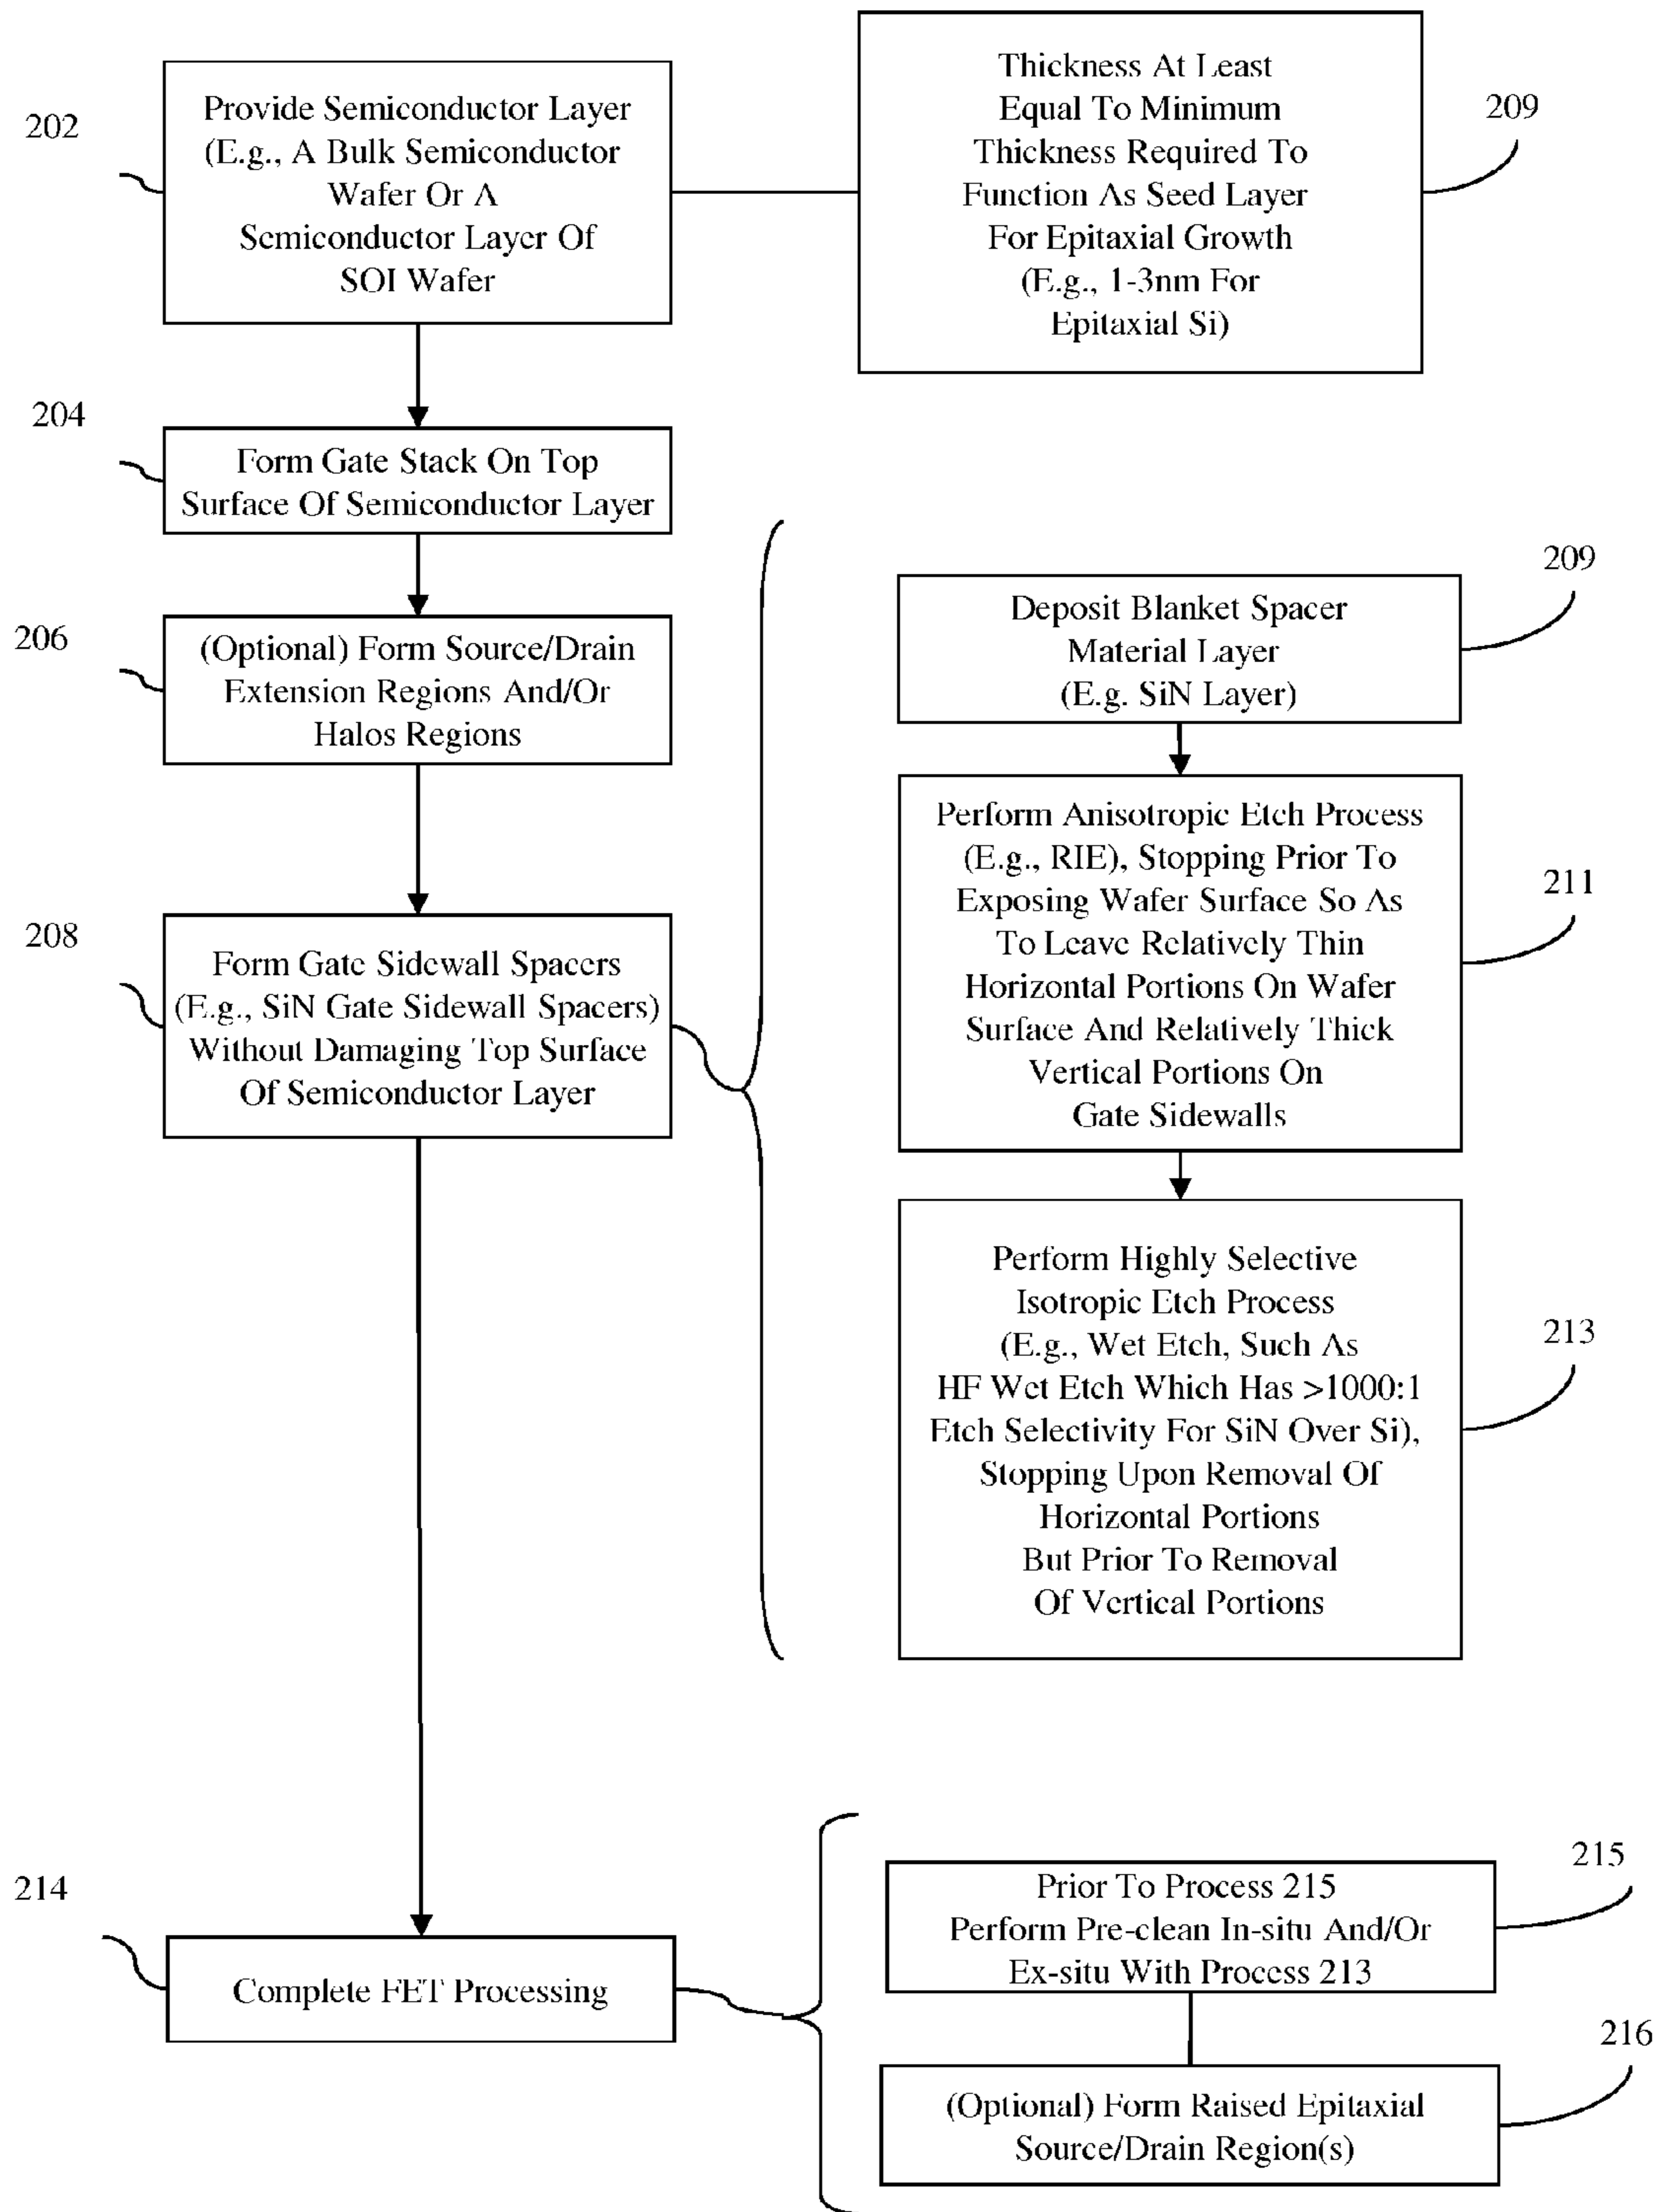 202
Provide Semiconductor Layer
(E.g., A Bulk Semiconductor
Wafer Or A
Semiconductor Layer Of
SOI Wafer
Thickness At Least
Equal To Minimum
Thickness Required To
Function As Seed Layer
For Epitaxial Growth
(E.g., 1-3nm For
Epitaxial Si)
209
204
Form Gate Stack On Top
Surface Of Semiconductor Layer
206
(Optional) Form Source/Drain
Extension Regions And/Or
Halos Regions
208
Form Gate Sidewall Spacers
(E.g., SiN Gate Sidewall Spacers)
Without Damaging Top Surface
Of Semiconductor Layer
209
Deposit Blanket Spacer
Material Layer
(E.g. SiN Layer)
211
Perform Anisotropic Etch Process
(E.g., RIE), Stopping Prior To
Exposing Wafer Surface So As
To Leave Relatively Thin
Horizontal Portions On Wafer
Surface And Relatively Thick
Vertical Portions On
Gate Sidewalls
213
Perform Highly Selective
Isotropic Etch Process
(E.g., Wet Etch, Such As
HF Wet Etch Which Has >1000:1
Etch Selectivity For SiN Over Si),
Stopping Upon Removal Of
Horizontal Portions
But Prior To Removal
Of Vertical Portions
214
Complete FET Processing
215
Prior To Process 215
Perform Pre-clean In-situ And/Or
Ex-situ With Process 213
216
(Optional) Form Raised Epitaxial
Source/Drain Region(s)